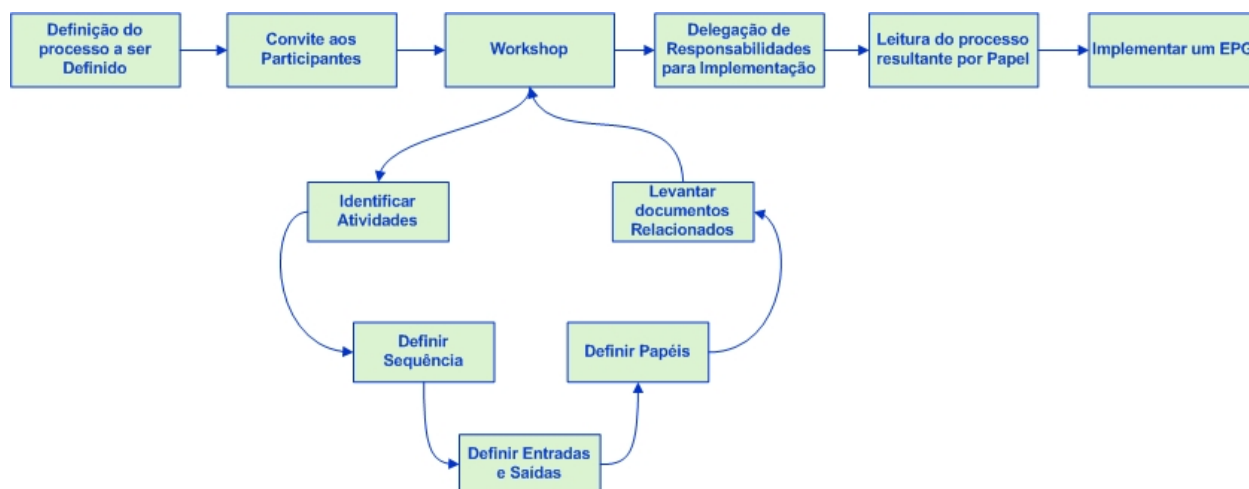 Definição do
processo a ser
Definido
Convite aos
Participantes
Workshop
Delegação de
Responsabilidades
para Implementação
Leitura do processo
resultante por Papel
Implementar um EPG
Identificar
Atividades
Levantar
documentos
Relacionados
Definir
Sequência
Definir Papéis
Definir Entradas
e Saídas